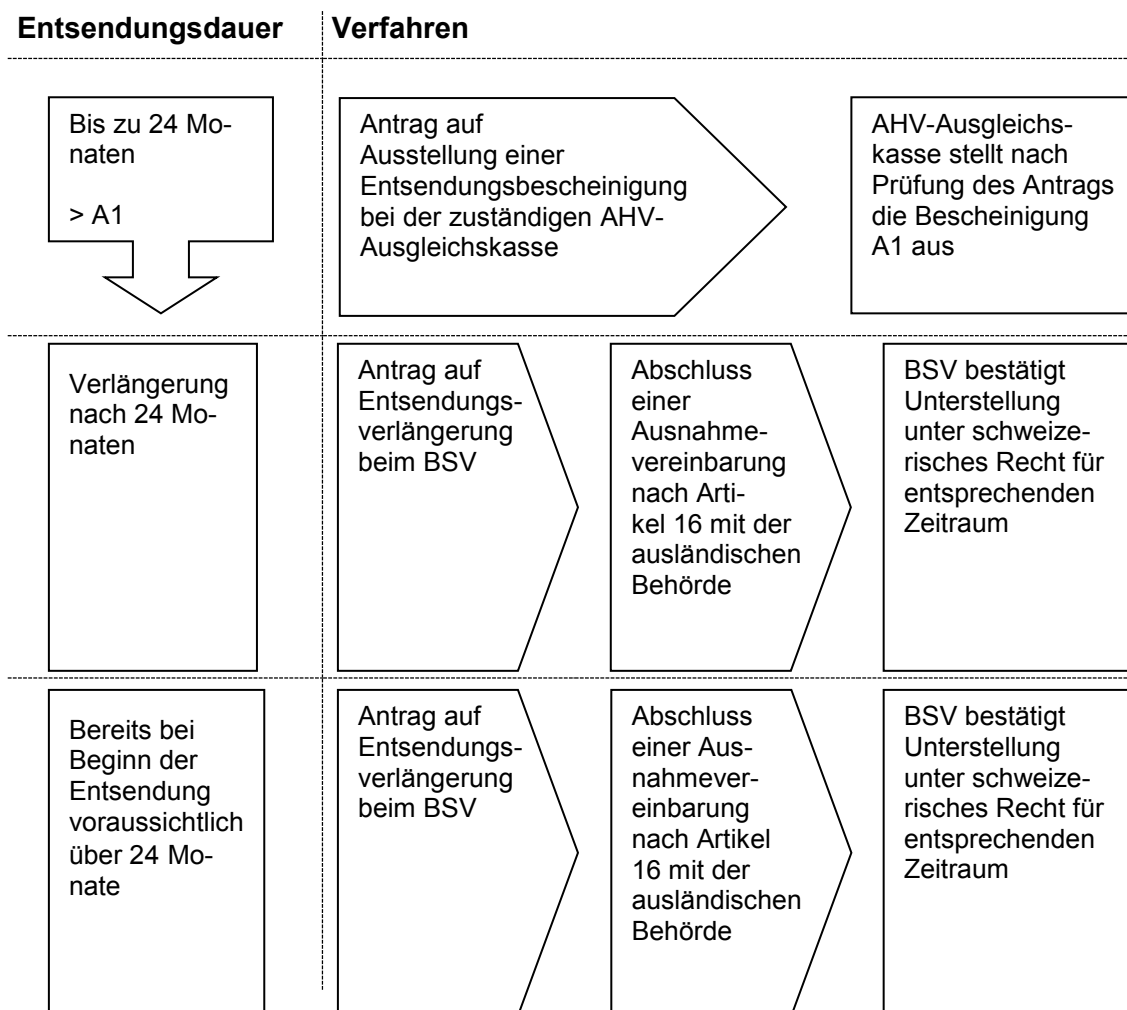 Entsendungsdauer
Verfahren
Bis zu 24 Mo-
naten
> A1
Antrag auf
Ausstellung einer
Entsendungsbescheinigung
bei der zuständigen AHV-
Ausgleichskasse
AHV-Ausgleichs-
kasse stellt nach
Prüfung des Antrags
die Bescheinigung
A1 aus
Verlängerung
nach 24 Mo-
naten
Antrag auf
Entsendungs-
verlängerung
beim BSV
Abschluss
einer
Ausnahme-
vereinbarung
nach Arti-
kel 16 mit der
ausländischen
Behörde
BSV bestätigt
Unterstellung
unter schweize-
risches Recht für
entsprechenden
Zeitraum
Bereits bei
Beginn der
Entsendung
voraussichtlich
über 24 Mo-
nate
Antrag auf
Entsendungs-
verlängerung
beim BSV
Abschluss
einer Aus-
nahmever-
einbarung
nach Artikel
16 mit der
ausländischen
Behörde
BSV bestätigt
Unterstellung
unter schweize-
risches Recht für
entsprechenden
Zeitraum